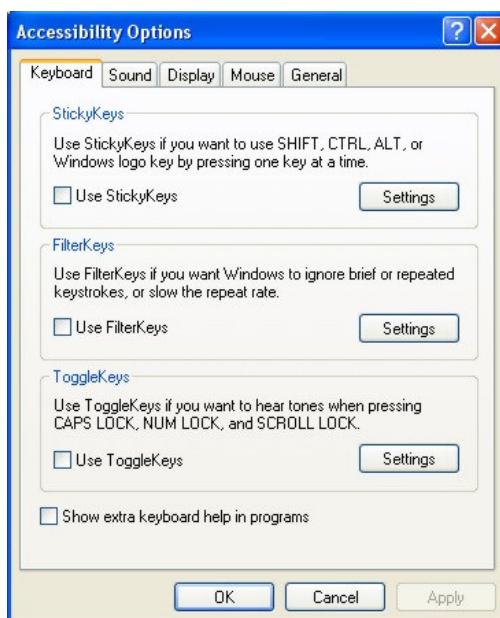 Accessibility Options
Keyboard Sound Display Mouse General
StickyKeys
Use StickyKeys if you want to use SHIFT, CTRL, ALT, or
Windows logo key by pressing one key at a time.
Use StickyKeys Settings
FilterKeys
Use FilterKeys if you want Windows to ignore brief or repeated
keystrokes, or slow the repeat rate.
Use FilterKeys Settings
ToggleKeys
Use ToggleKeys if you want to hear tones when pressing
CAPS LOCK, NUM LOCK, and SCROLL LOCK.
Use ToggleKeys Settings
Show extra keyboard help in programs
OK Cancel Apply